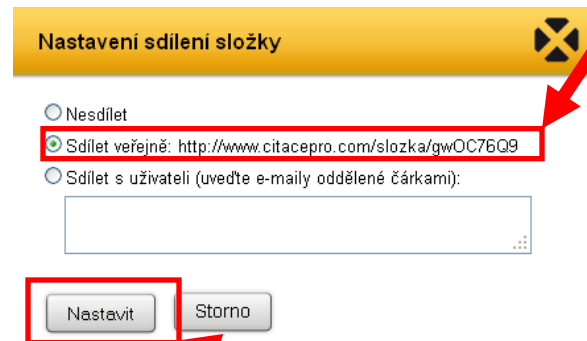 Nastavení sdílení složky
Nesdílet
Sdílet veřejně: http://www.citacepro.com/slozka/gwOC76Q9
Sdílet s uživateli (uveďte e-maily oddělené čárkami):
Nastavit
Storno